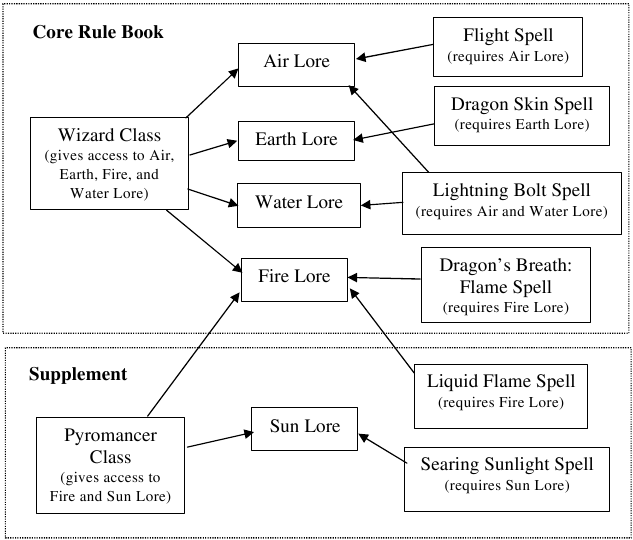 Core Rule Book
Flight Spell
(requires Air Lore)
Air Lore
Dragon Skin Spell
(requires Earth Lore)
Wizard Class
(gives access to Air,
Earth, Fire, and
Water Lore)
Earth Lore
Water Lore
Lightning Bolt Spell
(requires Air and Water Lore)
Fire Lore
Dragon’s Breath:
Flame Spell
(requires Fire Lore)
Supplement
Liquid Flame Spell
(requires Fire Lore)
Pyromancer
Class
(gives access to
Fire and Sun Lore)
Sun Lore
Searing Sunlight Spell
(requires Sun Lore)